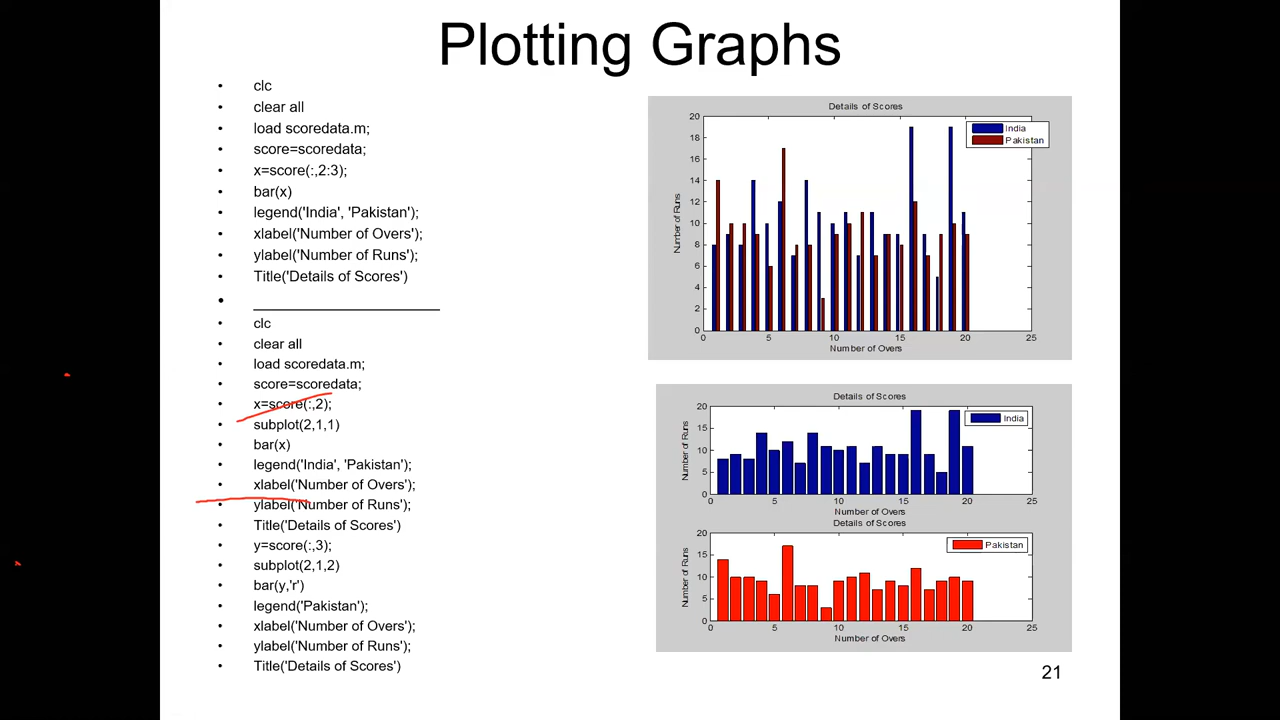 Plotting Graphs
• clc
• clear all
• load scoredata.m;
• score=scoredata;
• x=score(:,2:3);
• bar(x)
• legend('India', 'Pakistan');
• xlabel('Number of Overs');
• ylabel('Number of Runs');
• Title('Details of Scores')
• ________________________
• clc
• clear all
• load scoredata.m;
• score=scoredata;
• x=score(:,2);
• subplot(2,1,1)
• bar(x)
• legend('India', 'Pakistan');
• xlabel('Number of Overs');
• ylabel('Number of Runs');
• Title('Details of Scores')
• y=score(:,3);
• subplot(2,1,2)
• bar(y,'r')
• legend('Pakistan');
• xlabel('Number of Overs');
• ylabel('Number of Runs');
• Title('Details of Scores')
Details of Scores
India
Pakistan
Number of Runs
20
18
16
14
12
10
8
6
4
2
0
0 5 10 15 20 25
Number of Overs
Details of Scores
India
Number of Runs
20
15
10
5
0
0 5 10 15 20 25
Number of Overs
Details of Scores
Pakistan
Number of Runs
20
15
10
5
0
0 5 10 15 20 25
Number of Overs
21